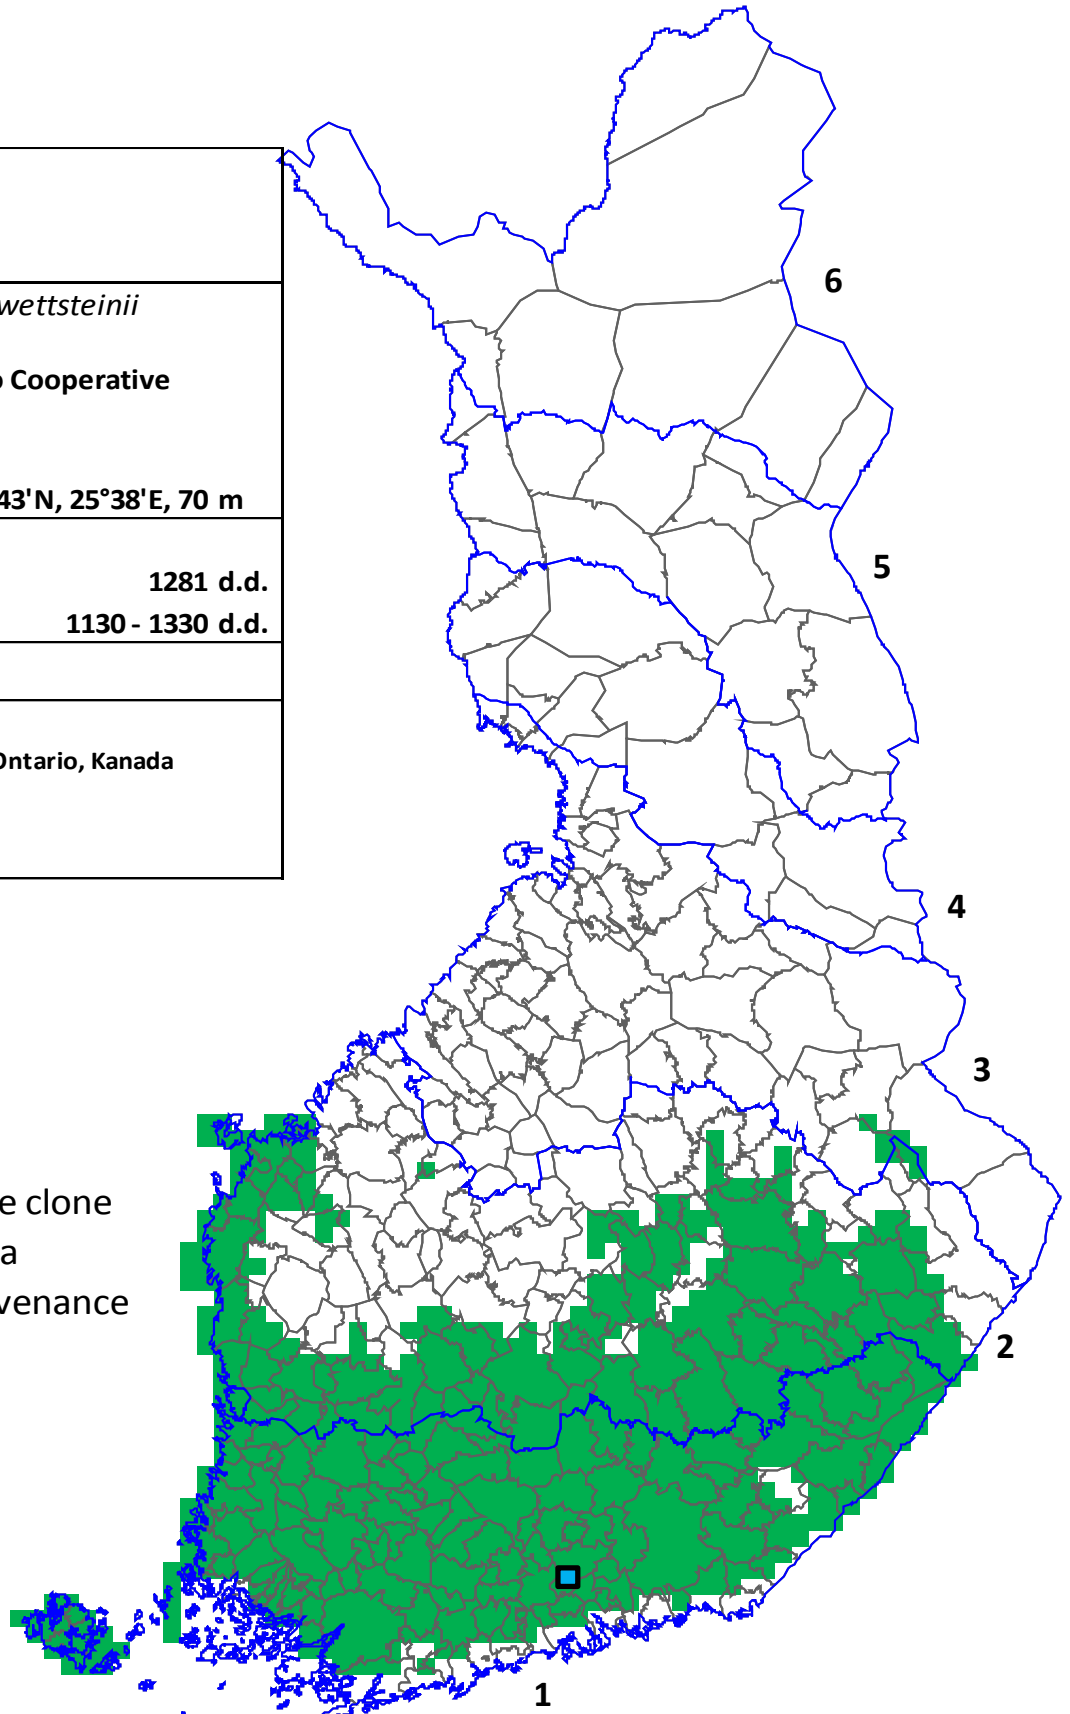 wettsteinii
Cooperative
43'N, 25°38'E, 70 m
1281 d.d.
1130 - 1330 d.d.
Ontario, Kanada
e clone
a
venance
6
5
4
3
2
1